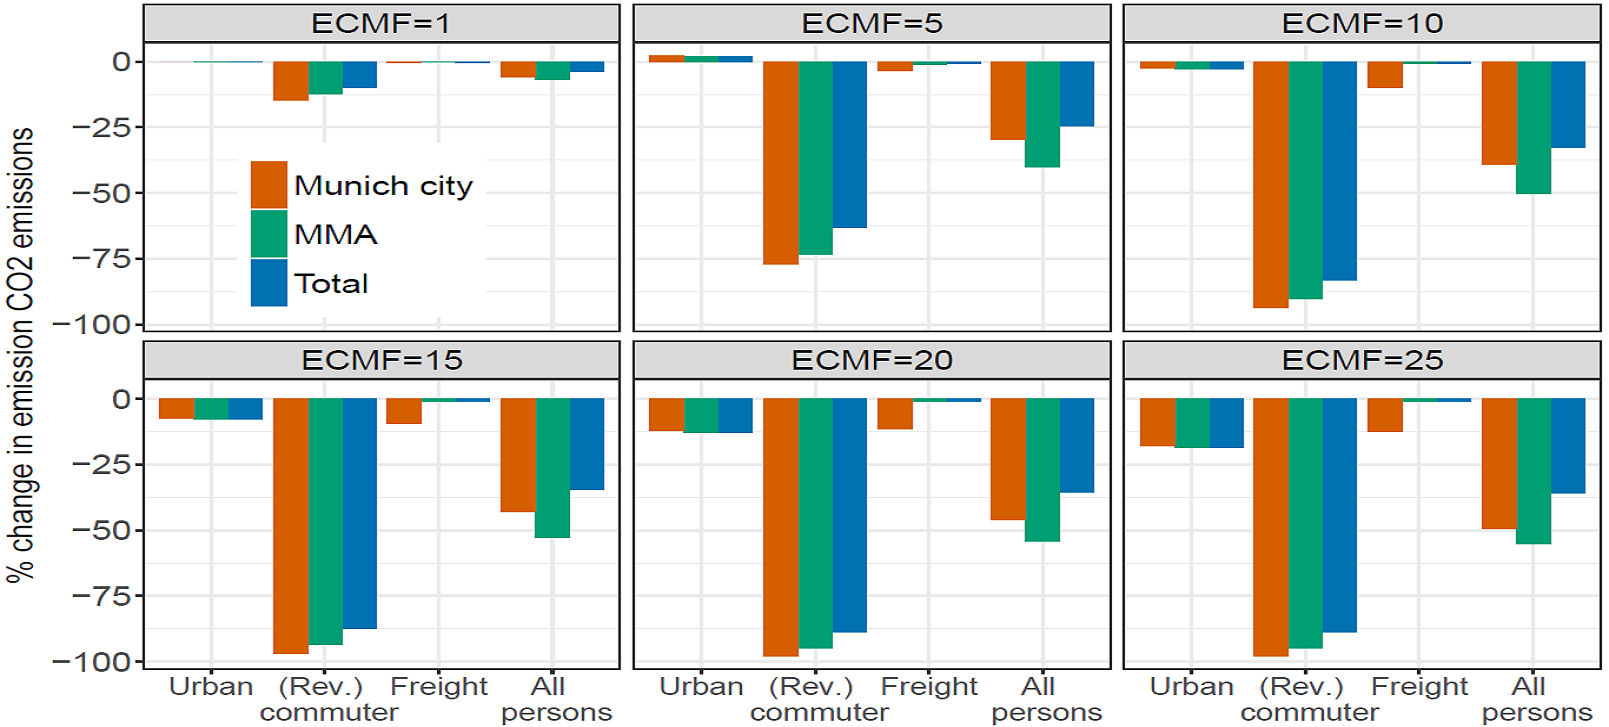 ECMF=1 ECMF=5 ECMF=10
0
−25
−50
−75
−100
Munich city
MMA
Total
% change in emission CO2 emissions
ECMF=15 ECMF=20 ECMF=25
0
−25
−50
−75
−100
Urban (Rev.) Freight All Urban (Rev.) Freight All Urban (Rev.) Freight All
commuter persons commuter persons commuter persons